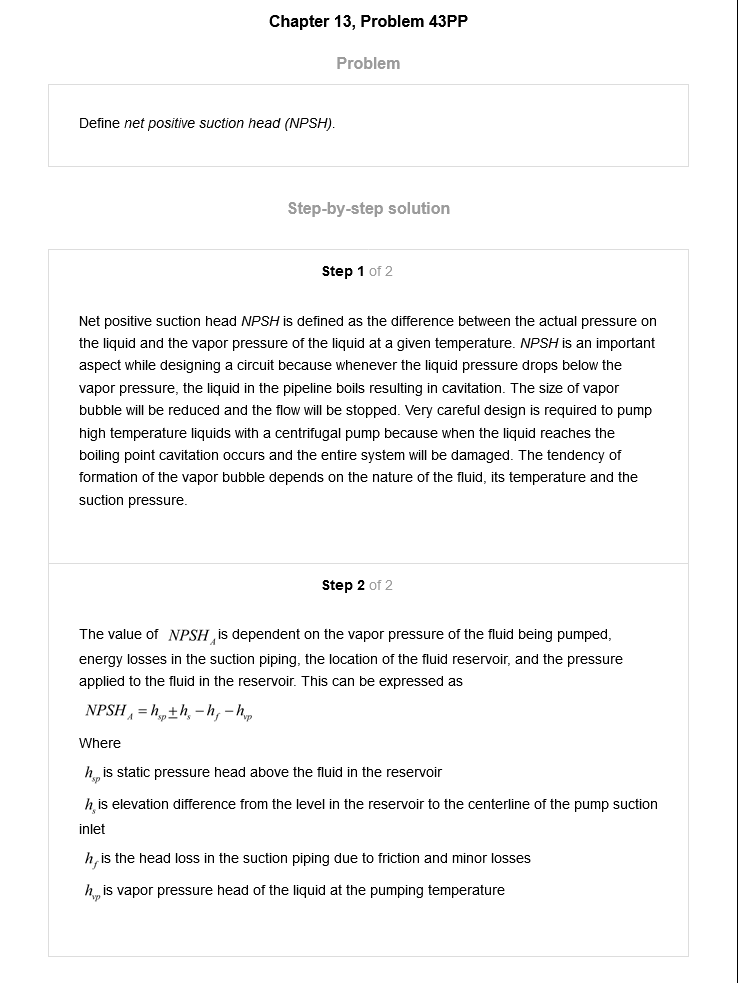 Chapter 13, Problem 43PP
Problem
Define net positive suction head (NPSH).
Step-by-step solution
Step 1 of 2
Net positive suction head NPSH is defined as the difference between the actual pressure on
the liquid and the vapor pressure of the liquid at a given temperature. NPSH is an important
aspect while designing a circuit because whenever the liquid pressure drops below the
vapor pressure, the liquid in the pipeline boils resulting in cavitation. The size of vapor
bubble will be reduced and the flow will be stopped. Very careful design is required to pump
high temperature liquids with a centrifugal pump because when the liquid reaches the
boiling point cavitation occurs and the entire system will be damaged. The tendency of
formation of the vapor bubble depends on the nature of the fluid, its temperature and the
suction pressure.
Step 2 of 2
The value of NPSH_A is dependent on the vapor pressure of the fluid being pumped,
energy losses in the suction piping, the location of the fluid reservoir, and the pressure
applied to the fluid in the reservoir. This can be expressed as
NPSH_A = h_sp ± h_s − h_f − h_vp
Where
h_sp is static pressure head above the fluid in the reservoir
h_s is elevation difference from the level in the reservoir to the centerline of the pump suction
inlet
h_f is the head loss in the suction piping due to friction and minor losses
h_vp is vapor pressure head of the liquid at the pumping temperature